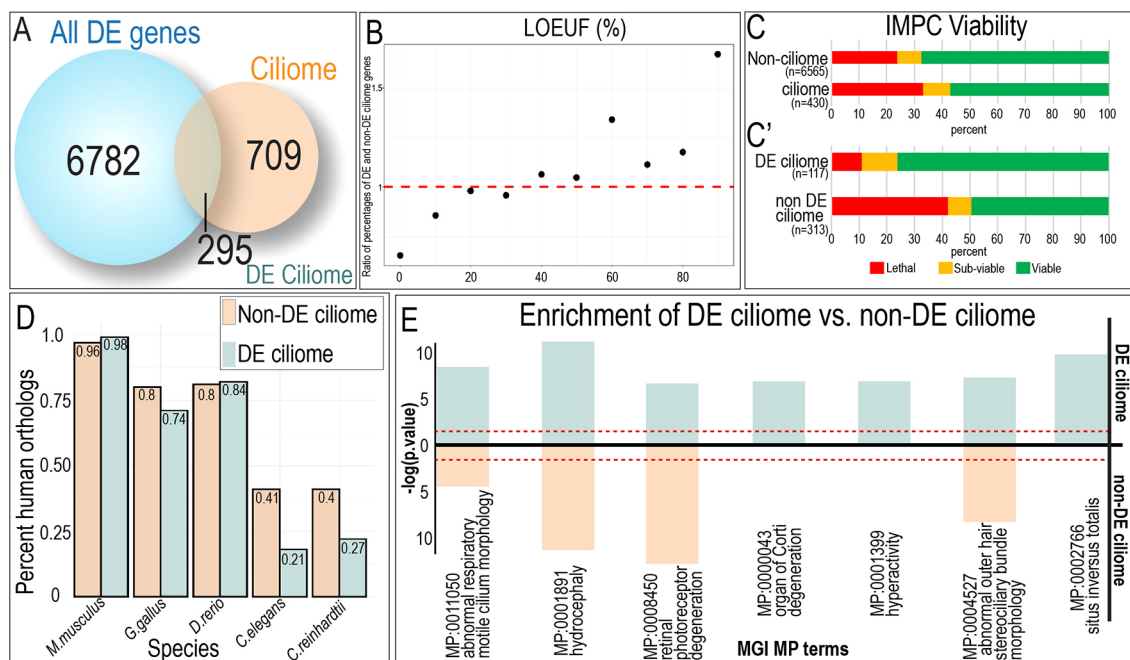 A
All DE genes
Ciliome
6782
709
295
DE Ciliome
B
LOEUF (%)
Ratio of percentages of DE and non-DE ciliome genes
1.5
1
0
20
40
60
80
C
IMPC Viability
Non-ciliome
(n=6565)
ciliome
(n=430)
0 10 20 30 40 50 60 70 80 90 100
percent
C'
DE ciliome
(n=117)
non DE
ciliome
(n=313)
0 10 20 30 40 50 60 70 80 90 100
percent
Lethal Sub-viable Viable
D
Non-DE ciliome
DE ciliome
Percent human orthologs
1.0
0.75
0.50
0.25
0
0.96
0.98
0.8
0.74
0.8
0.84
0.41
0.21
0.4
0.27
M.musculus
G.gallus
D.rerio
C.elegans
C.reinhardtii
Species
E
Enrichment of DE ciliome vs. non-DE ciliome
-log(p.value)
10
5
0
5
10
DE ciliome
non-DE ciliome
MP:0011050
abnormal respiratory
motile cilium morphology
MP:0001891
hydrocephaly
MP:0008450
retinal
photoreceptor
degeneration
MP:0000043
organ of Corti
degeneration
MP:0001399
hyperactivity
MP:0004527
abnormal outer hair
stereociliary bundle
morphology
MP:0002766
situs inversus totalis
MGI MP terms